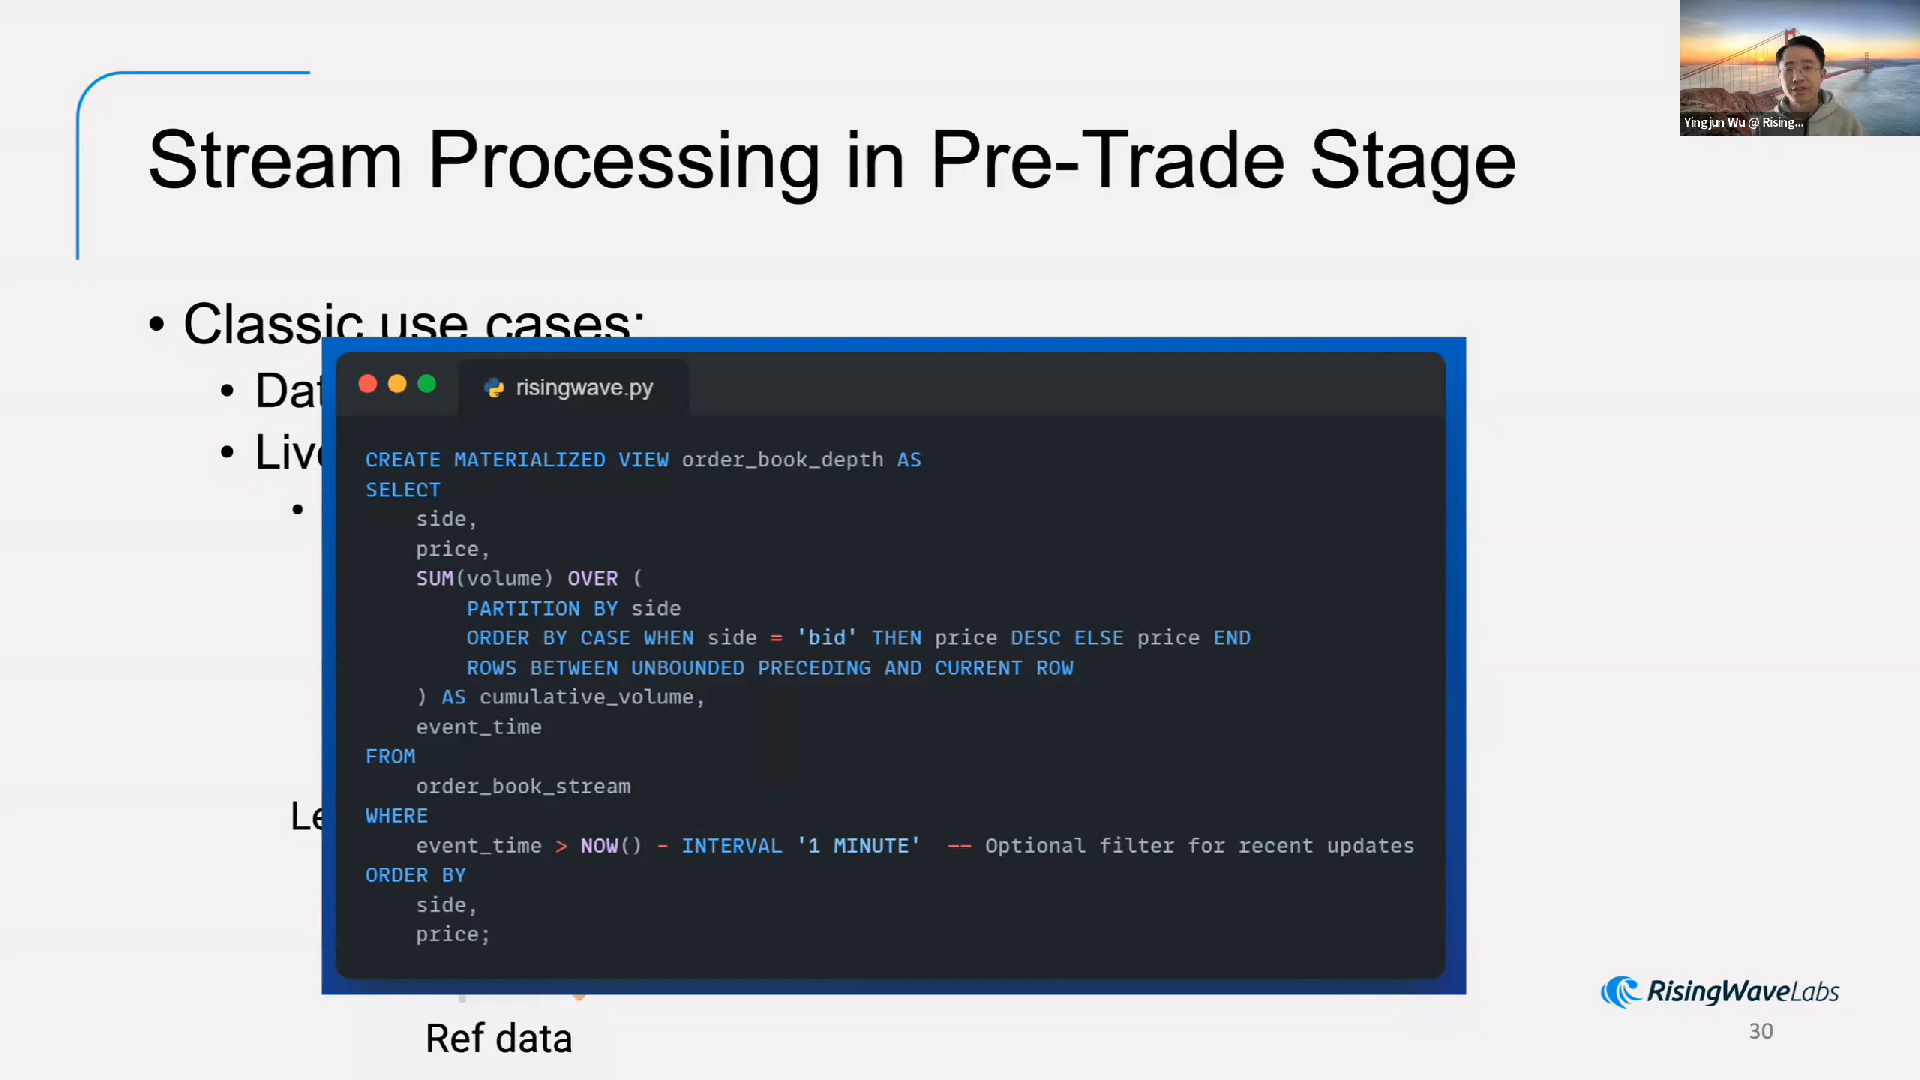 Yingjun Wu @ Rising...
Stream Processing in Pre-Trade Stage
• Classic use cases:
• Dat
• Live
•
risingwave.py
CREATE MATERIALIZED VIEW order_book_depth AS
SELECT
side,
price,
SUM(volume) OVER (
PARTITION BY side
ORDER BY CASE WHEN side = 'bid' THEN price DESC ELSE price END
ROWS BETWEEN UNBOUNDED PRECEDING AND CURRENT ROW
) AS cumulative_volume,
event_time
FROM
order_book_stream
WHERE
event_time > NOW() - INTERVAL '1 MINUTE' -- Optional filter for recent updates
ORDER BY
side,
price;
Le
Ref data
RisingWaveLabs
30